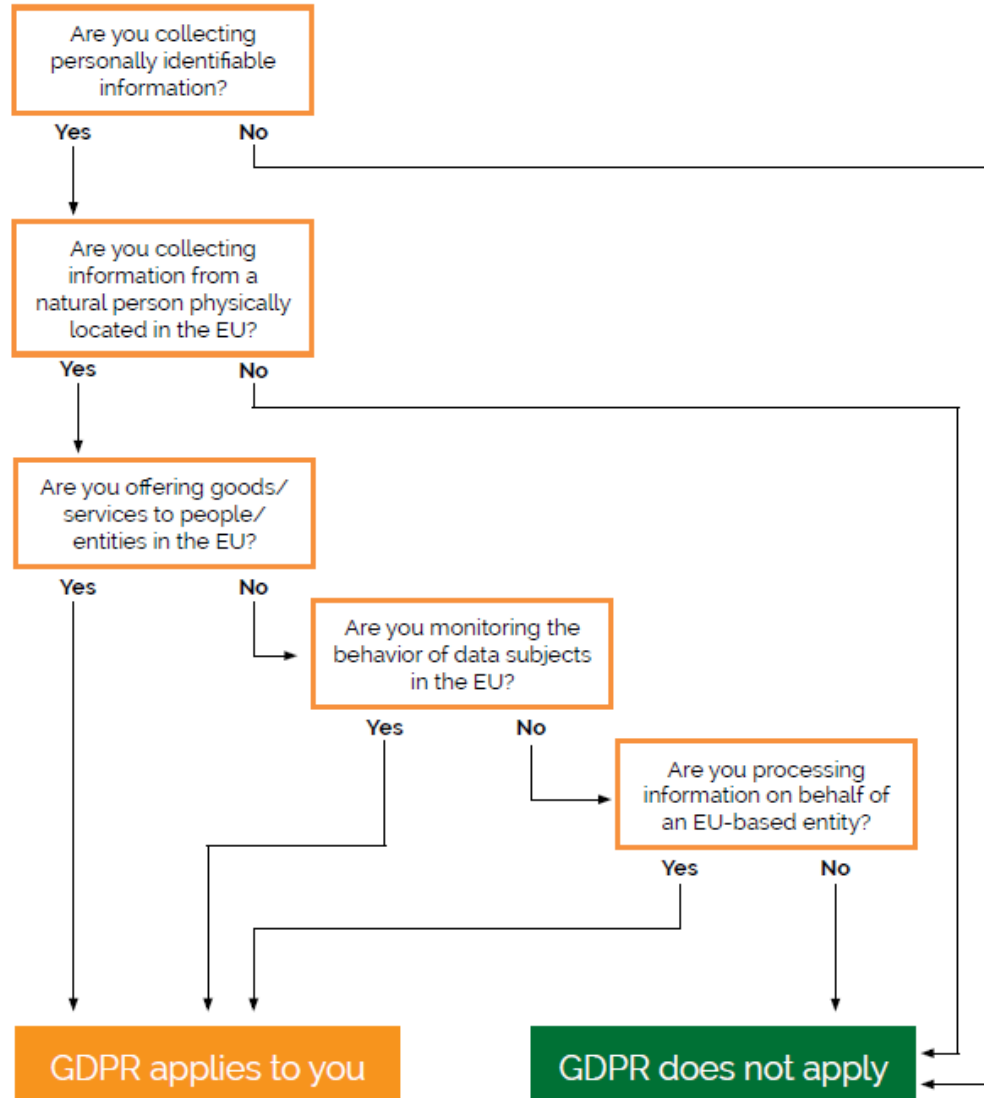 Are you collecting
personally identifiable
information?
Yes
No
Are you collecting
information from a
natural person physically
located in the EU?
Yes
No
Are you offering goods/
services to people/
entities in the EU?
Yes
No
Are you monitoring the
behavior of data subjects
in the EU?
Yes
No
Are you processing
information on behalf of
an EU-based entity?
Yes
No
GDPR applies to you
GDPR does not apply